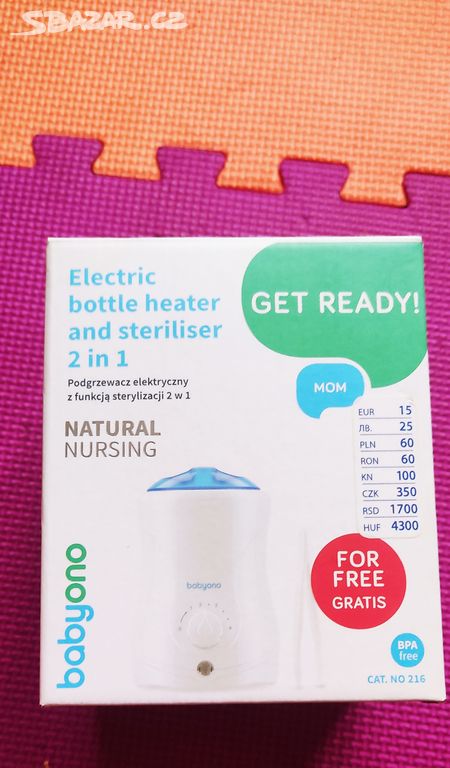 SBAZAR.CZ
Electric
bottle heater
and steriliser
2 in 1
Podgrzewacz elektryczny
z funkcją sterylizacji 2 w 1
NATURAL
NURSING
GET READY!
MOM
EUR 15
ЛВ. 25
PLN 60
RON 60
KN 100
CZK 350
RSD 1700
HUF 4300
FOR
FREE
GRATIS
babyono
babyono
BPA
free
CAT. NO 216